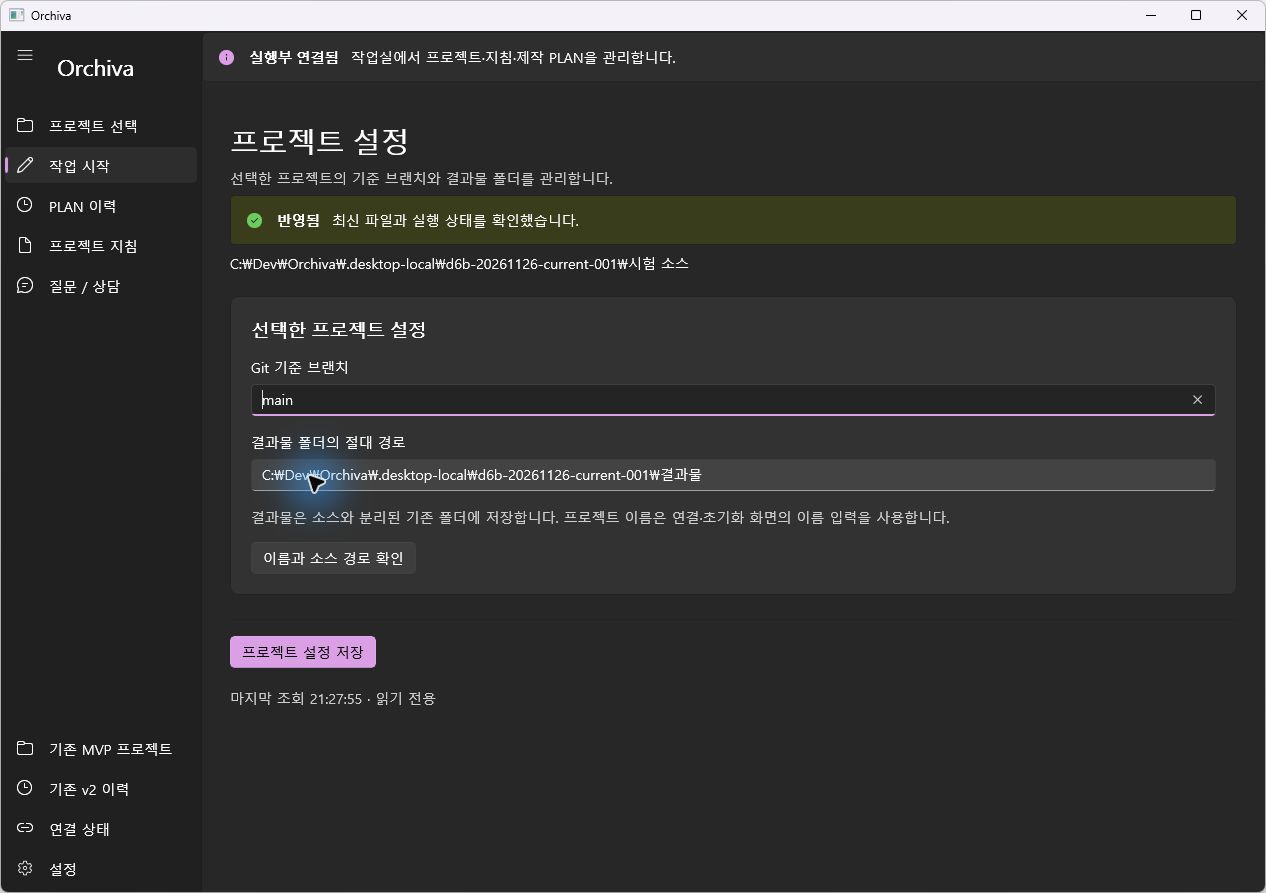 Orchiva
Orchiva
실행부 연결됨 작업실에서 프로젝트·지침·제작 PLAN을 관리합니다.
프로젝트 선택
작업 시작
PLAN 이력
프로젝트 지침
질문 / 상담
프로젝트 설정
선택한 프로젝트의 기준 브랜치와 결과물 폴더를 관리합니다.
반영됨 최신 파일과 실행 상태를 확인했습니다.
C:₩Dev₩Orchiva₩.desktop-local₩d6b-20261126-current-001₩시험 소스
선택한 프로젝트 설정
Git 기준 브랜치
main
결과물 폴더의 절대 경로
C:₩Dev₩Orchiva₩.desktop-local₩d6b-20261126-current-001₩결과물
결과물은 소스와 분리된 기존 폴더에 저장합니다. 프로젝트 이름은 연결·초기화 화면의 이름 입력을 사용합니다.
이름과 소스 경로 확인
프로젝트 설정 저장
마지막 조회 21:27:55 · 읽기 전용
기존 MVP 프로젝트
기존 v2 이력
연결 상태
설정